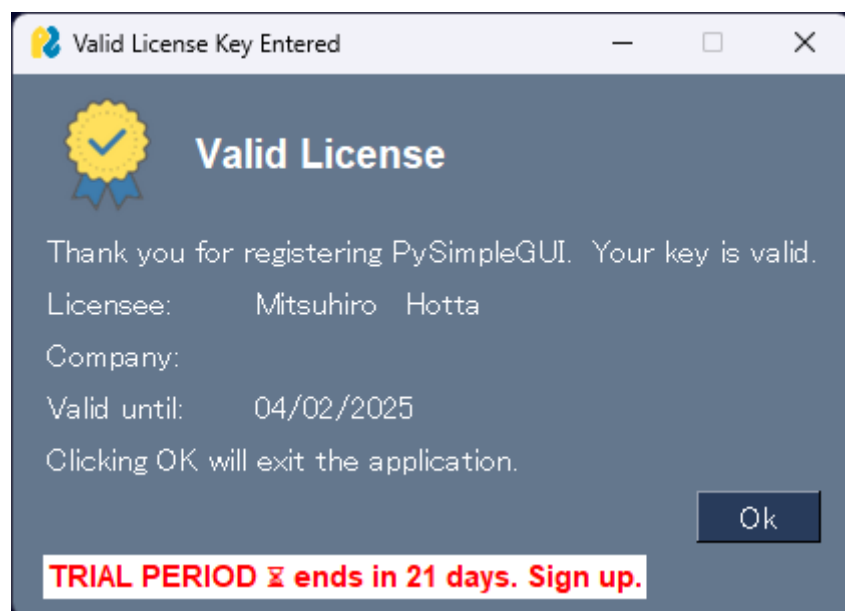 Valid License Key Entered
Valid License
Thank you for registering PySimpleGUI.  Your key is valid.
Licensee: Mitsuhiro  Hotta
Company:
Valid until: 04/02/2025
Clicking OK will exit the application.
Ok
TRIAL PERIOD ⏳ ends in 21 days. Sign up.